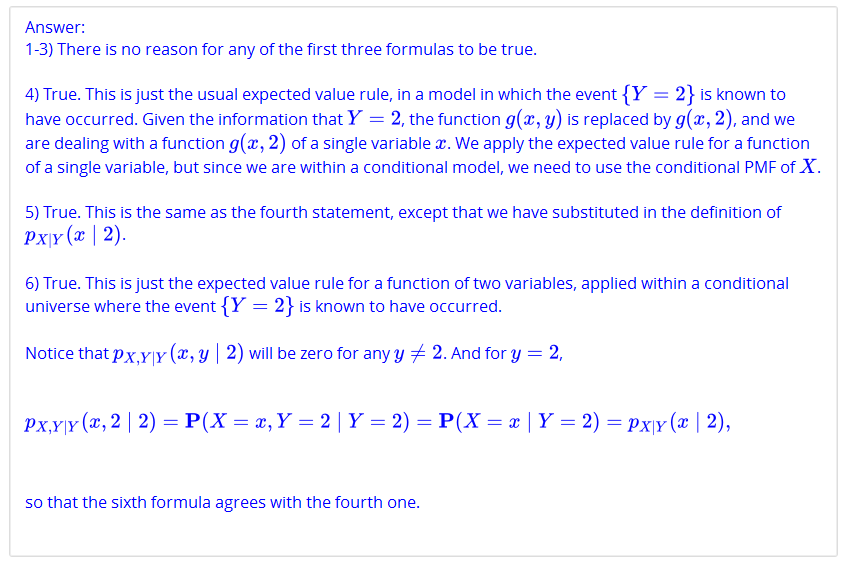 Answer:
1-3) There is no reason for any of the first three formulas to be true.
4) True. This is just the usual expected value rule, in a model in which the event {Y = 2} is known to
have occurred. Given the information that Y = 2, the function g(x, y) is replaced by g(x, 2), and we
are dealing with a function g(x, 2) of a single variable x. We apply the expected value rule for a function
of a single variable, but since we are within a conditional model, we need to use the conditional PMF of X.
5) True. This is the same as the fourth statement, except that we have substituted in the definition of
p_{X|Y}(x | 2).
6) True. This is just the expected value rule for a function of two variables, applied within a conditional
universe where the event {Y = 2} is known to have occurred.
Notice that p_{X,Y|Y}(x, y | 2) will be zero for any y ≠ 2. And for y = 2,
p_{X,Y|Y}(x, 2 | 2) = P(X = x, Y = 2 | Y = 2) = P(X = x | Y = 2) = p_{X|Y}(x | 2),
so that the sixth formula agrees with the fourth one.